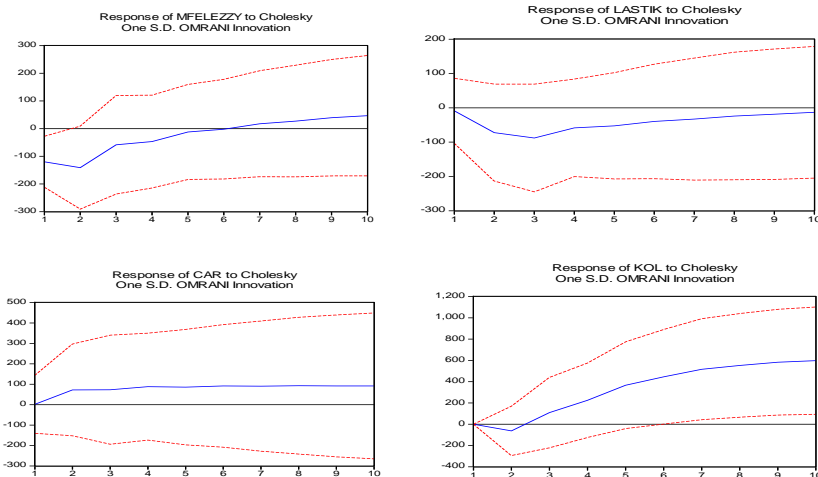 Response of MFELEZZY to Cholesky
One S.D. OMRANI Innovation
300
200
100
0
-100
-200
-300
1 2 3 4 5 6 7 8 9 10
Response of LASTIK to Cholesky
One S.D. OMRANI Innovation
200
100
0
-100
-200
-300
1 2 3 4 5 6 7 8 9 10
Response of CAR to Cholesky
One S.D. OMRANI Innovation
500
400
300
200
100
0
-100
-200
-300
1 2 3 4 5 6 7 8 9 10
Response of KOL to Cholesky
One S.D. OMRANI Innovation
1,200
1,000
800
600
400
200
0
-200
-400
1 2 3 4 5 6 7 8 9 10